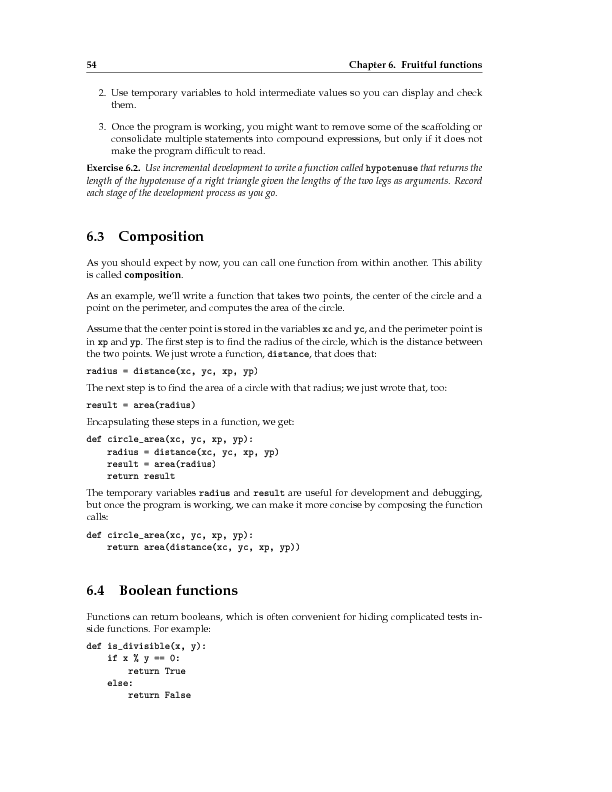 54 Chapter 6. Fruitful functions
2. Use temporary variables to hold intermediate values so you can display and check
them.
3. Once the program is working, you might want to remove some of the scaffolding or
consolidate multiple statements into compound expressions, but only if it does not
make the program difficult to read.
Exercise 6.2. Use incremental development to write a function called hypotenuse that returns the
length of the hypotenuse of a right triangle given the lengths of the two legs as arguments. Record
each stage of the development process as you go.
6.3 Composition
As you should expect by now, you can call one function from within another. This ability
is called composition.
As an example, we'll write a function that takes two points, the center of the circle and a
point on the perimeter, and computes the area of the circle.
Assume that the center point is stored in the variables xc and yc, and the perimeter point is
in xp and yp. The first step is to find the radius of the circle, which is the distance between
the two points. We just wrote a function, distance, that does that:
radius = distance(xc, yc, xp, yp)
The next step is to find the area of a circle with that radius; we just wrote that, too:
result = area(radius)
Encapsulating these steps in a function, we get:
def circle_area(xc, yc, xp, yp):
    radius = distance(xc, yc, xp, yp)
    result = area(radius)
    return result
The temporary variables radius and result are useful for development and debugging,
but once the program is working, we can make it more concise by composing the function
calls:
def circle_area(xc, yc, xp, yp):
    return area(distance(xc, yc, xp, yp))
6.4 Boolean functions
Functions can return booleans, which is often convenient for hiding complicated tests in-
side functions. For example:
def is_divisible(x, y):
    if x % y == 0:
        return True
    else:
        return False